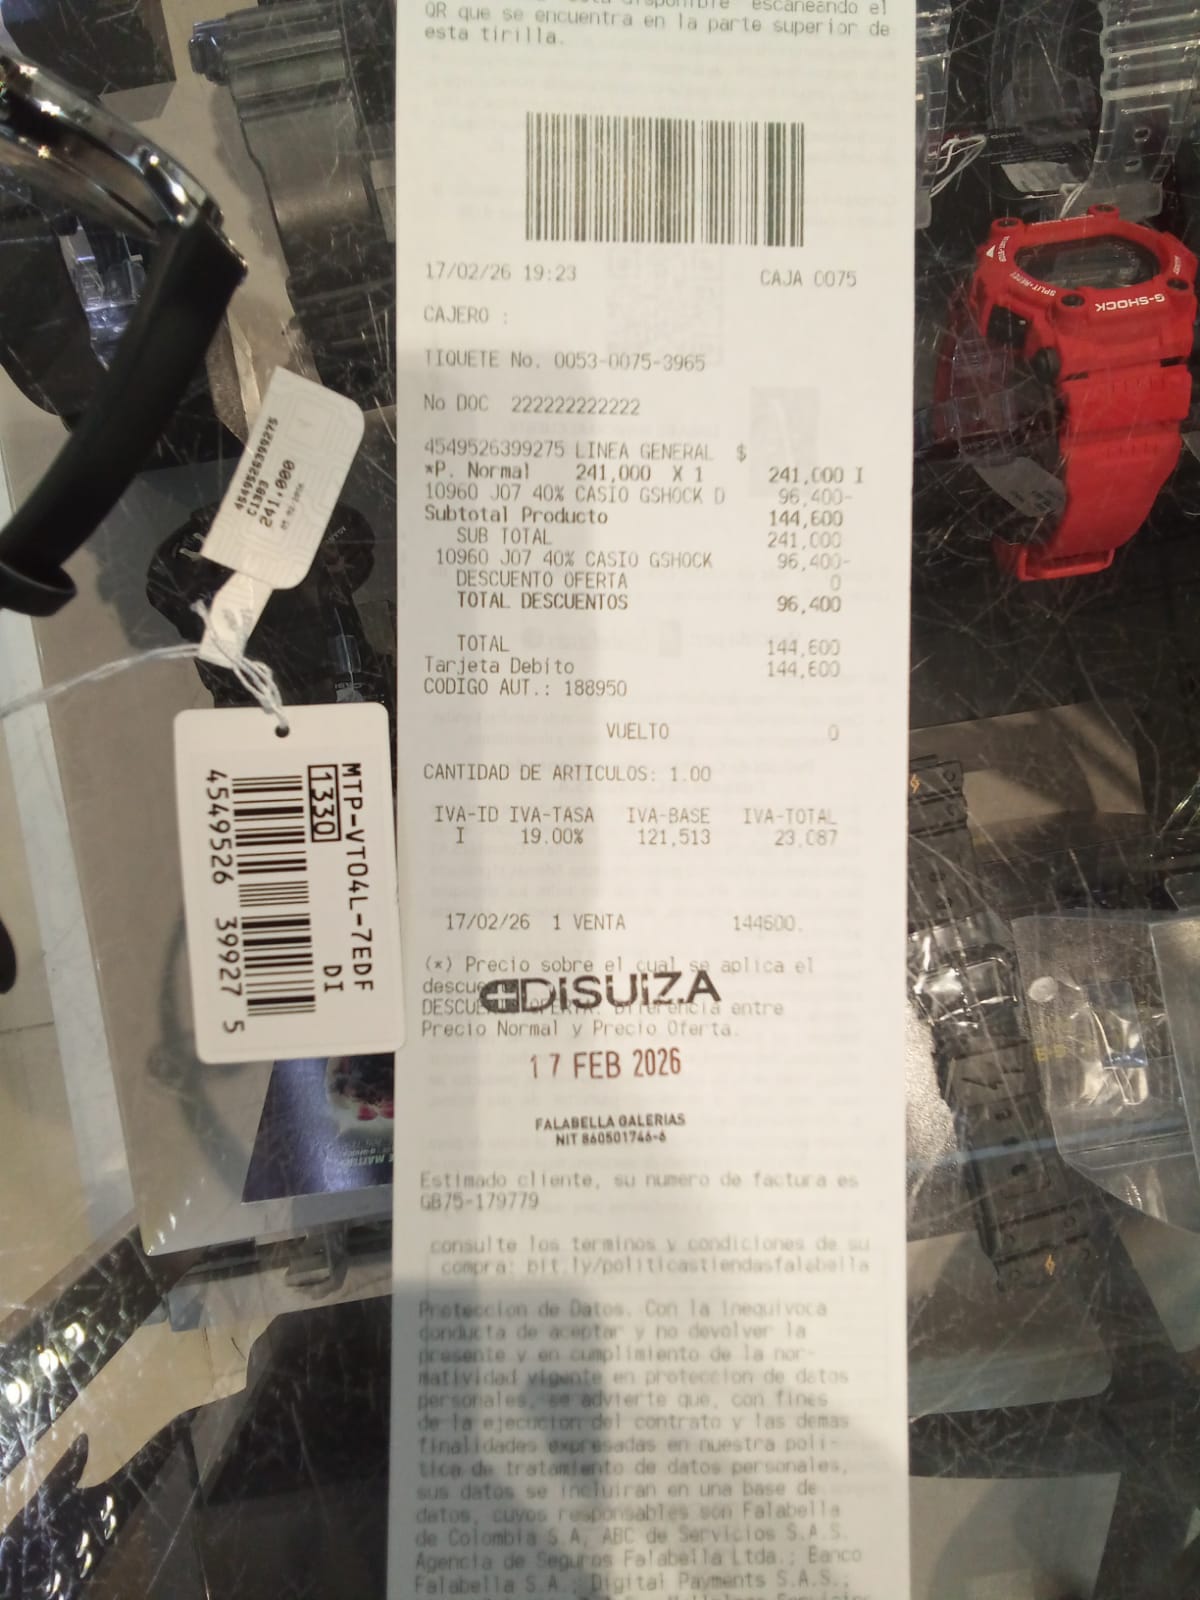 QR que se encuentra en la parte superior de
esta tirilla.
17/02/26 19:23 CAJA 0075
CAJERO :
TIQUETE No. 0053-0075-3965
No DOC 222222222222
4549526399275 LINEA GENERAL $
*P. Normal 241,000 X 1 241,000 I
10960 J07 40% CASIO GSHOCK D 96,400-
Subtotal Producto 144,600
SUB TOTAL 241,000
10960 J07 40% CASIO GSHOCK 96,400-
DESCUENTO OFERTA 0
TOTAL DESCUENTOS 96,400
TOTAL 144,600
Tarjeta Debito 144,600
CODIGO AUT.: 188950
VUELTO 0
CANTIDAD DE ARTICULOS: 1.00
IVA-ID IVA-TASA IVA-BASE IVA-TOTAL
I 19.00% 121,513 23,087
17/02/26 1 VENTA 144600.
(*) Precio sobre el cual se aplica el
DISUIZA
Diferencia entre
Precio Normal y Precio Oferta.
17 FEB 2026
FALABELLA GALERIAS
NIT 860501746-6
Estimado cliente, su numero de factura es
GB75-179779
consulte los terminos y condiciones de su
compra: bit.ly/politicastiendasfalabella
Proteccion de Datos. Con la inequivoca
conducta de aceptar y no devolver la
presente y en cumplimiento de la nor-
matividad vigente en proteccion de datos
personales, se advierte que, con fines
de la ejecucion del contrato y las demas
finalidades expresadas en nuestra poli-
tica de tratamiento de datos personales,
sus datos se incluiran en una base de
datos, cuyos responsables son Falabella
de Colombia S.A, ABC de Servicios S.A.S.
Agencia de Seguros Falabella Ltda.; Banco
Falabella S.A.; Digital Payments S.A.S.;
4549526399275
C1383
241,000
MTP-VT04L-7EDF
1330 DI
4549526 39927 5
G-SHOCK
SPLIT-RESET